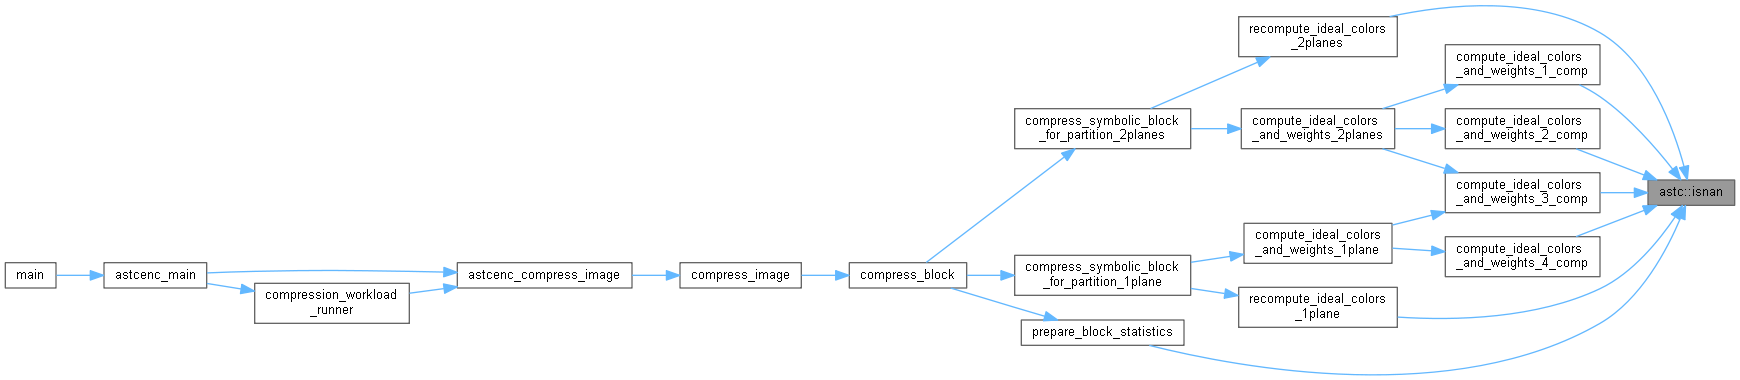 main
astcenc_main
compression_workload
_runner
astcenc_compress_image
compress_image
compress_block
compress_symbolic_block
_for_partition_2planes
compress_symbolic_block
_for_partition_1plane
prepare_block_statistics
recompute_ideal_colors
_2planes
compute_ideal_colors
_and_weights_2planes
compute_ideal_colors
_and_weights_1plane
recompute_ideal_colors
_1plane
compute_ideal_colors
_and_weights_1_comp
compute_ideal_colors
_and_weights_2_comp
compute_ideal_colors
_and_weights_3_comp
compute_ideal_colors
_and_weights_4_comp
astc::isnan